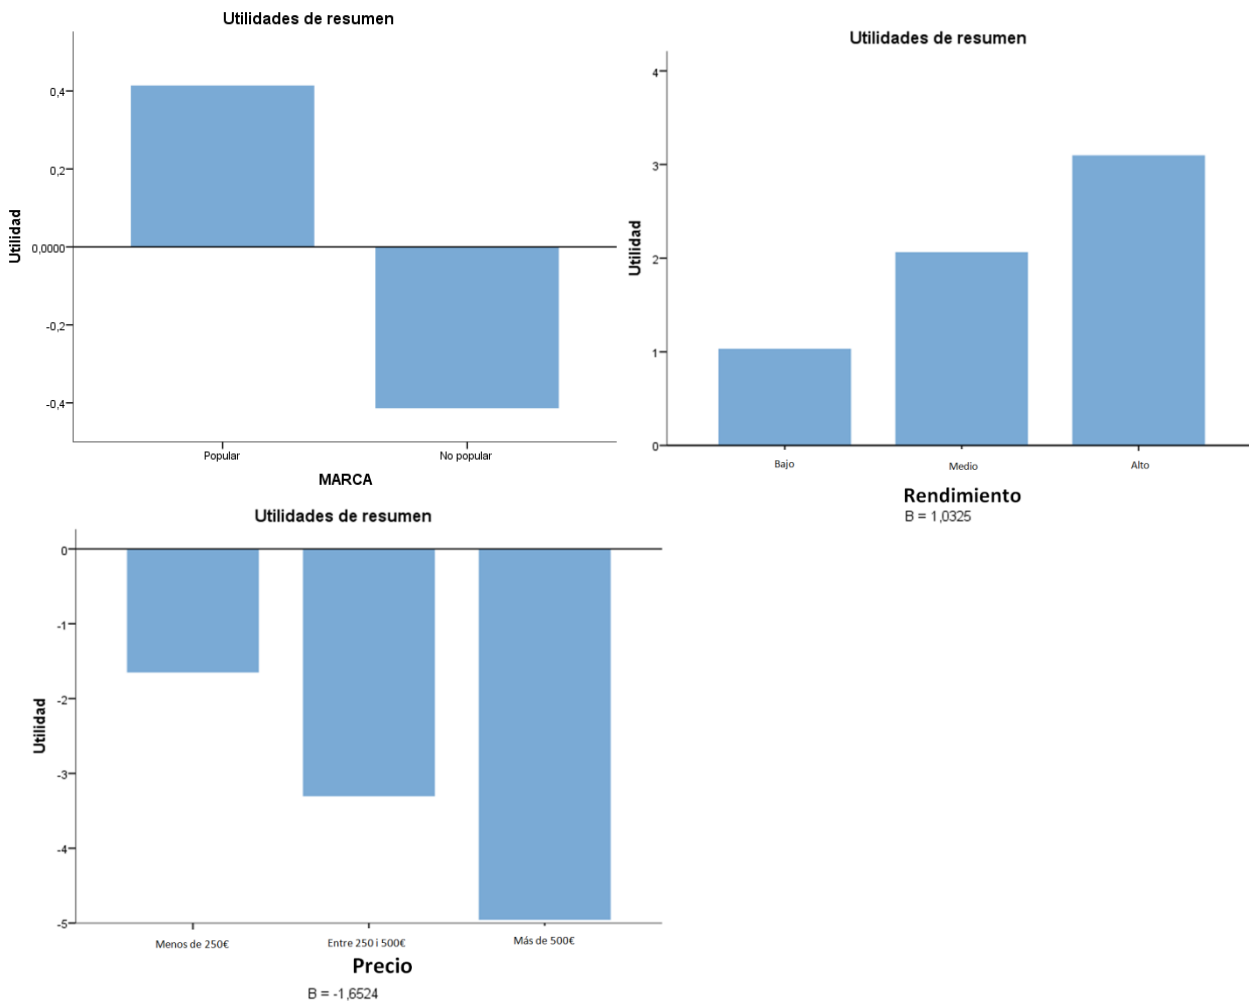 Utilidades de resumen
Utilidad
0,4
0,2
0,0000
-0,2
-0,4
Popular No popular
MARCA
Utilidades de resumen
Utilidad
4
3
2
1
0
Bajo Medio Alto
Rendimiento
B = 1,0325
Utilidades de resumen
Utilidad
0
-1
-2
-3
-4
-5
Menos de 250€ Entre 250 i 500€ Más de 500€
Precio
B = -1,6524